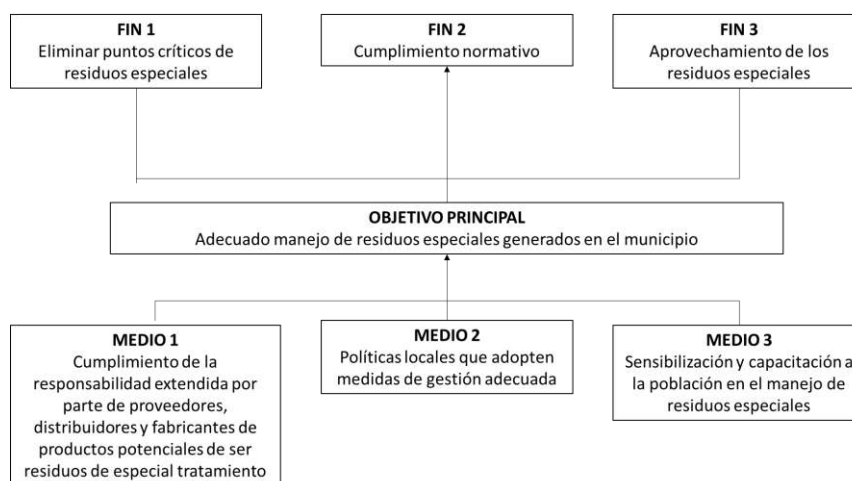 FIN 1
Eliminar puntos críticos de
residuos especiales
FIN 2
Cumplimiento normativo
FIN 3
Aprovechamiento de los
residuos especiales
OBJETIVO PRINCIPAL
Adecuado manejo de residuos especiales generados en el municipio
MEDIO 1
Cumplimiento de la
responsabilidad extendida por
parte de proveedores,
distribuidores y fabricantes de
productos potenciales de ser
residuos de especial tratamiento
MEDIO 2
Políticas locales que adopten
medidas de gestión adecuada
MEDIO 3
Sensibilización y capacitación a
la población en el manejo de
residuos especiales